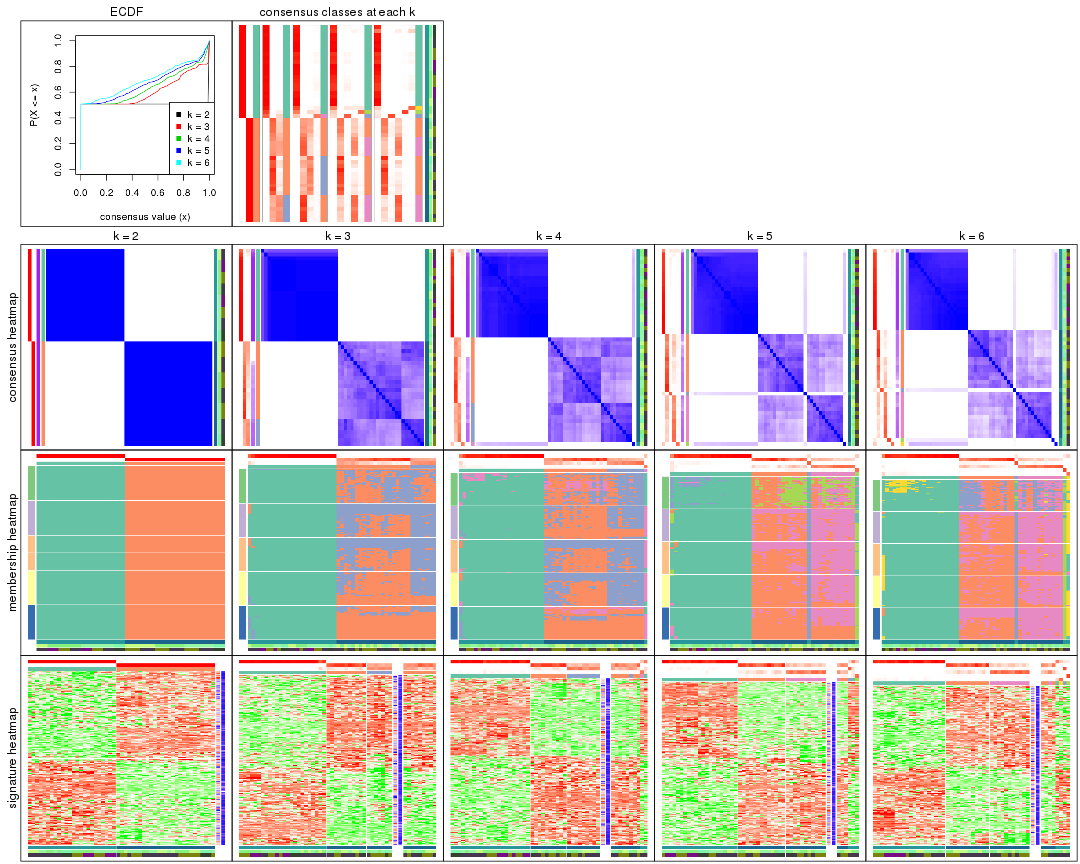 ECDF
consensus classes at each k
P(X <= x)
0.0 0.2 0.4 0.6 0.8 1.0
k = 2
k = 3
k = 4
k = 5
k = 6
0.0 0.2 0.4 0.6 0.8 1.0
consensus value (x)
k = 2
k = 3
k = 4
k = 5
k = 6
consensus heatmap
membership heatmap
signature heatmap